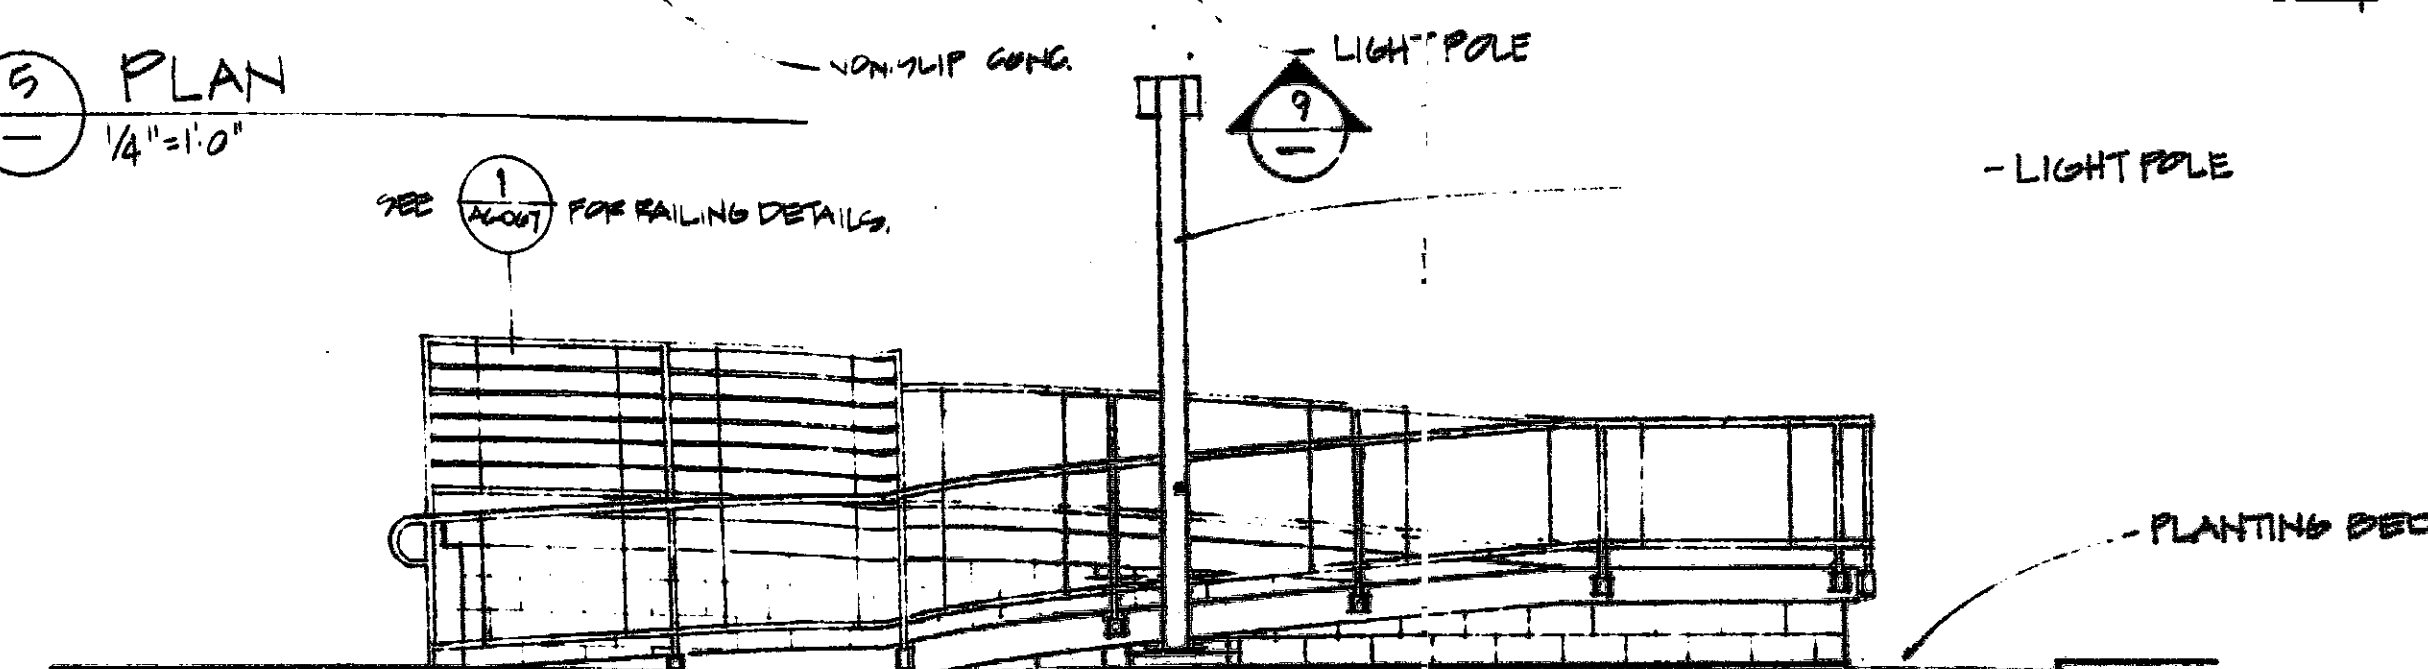 5 PLAN
1/4"=1'-0"
NON-SLIP CONC.
LIGHT POLE
9
SEE 1 FOR RAILING DETAILS.
LIGHT POLE
PLANTING BED